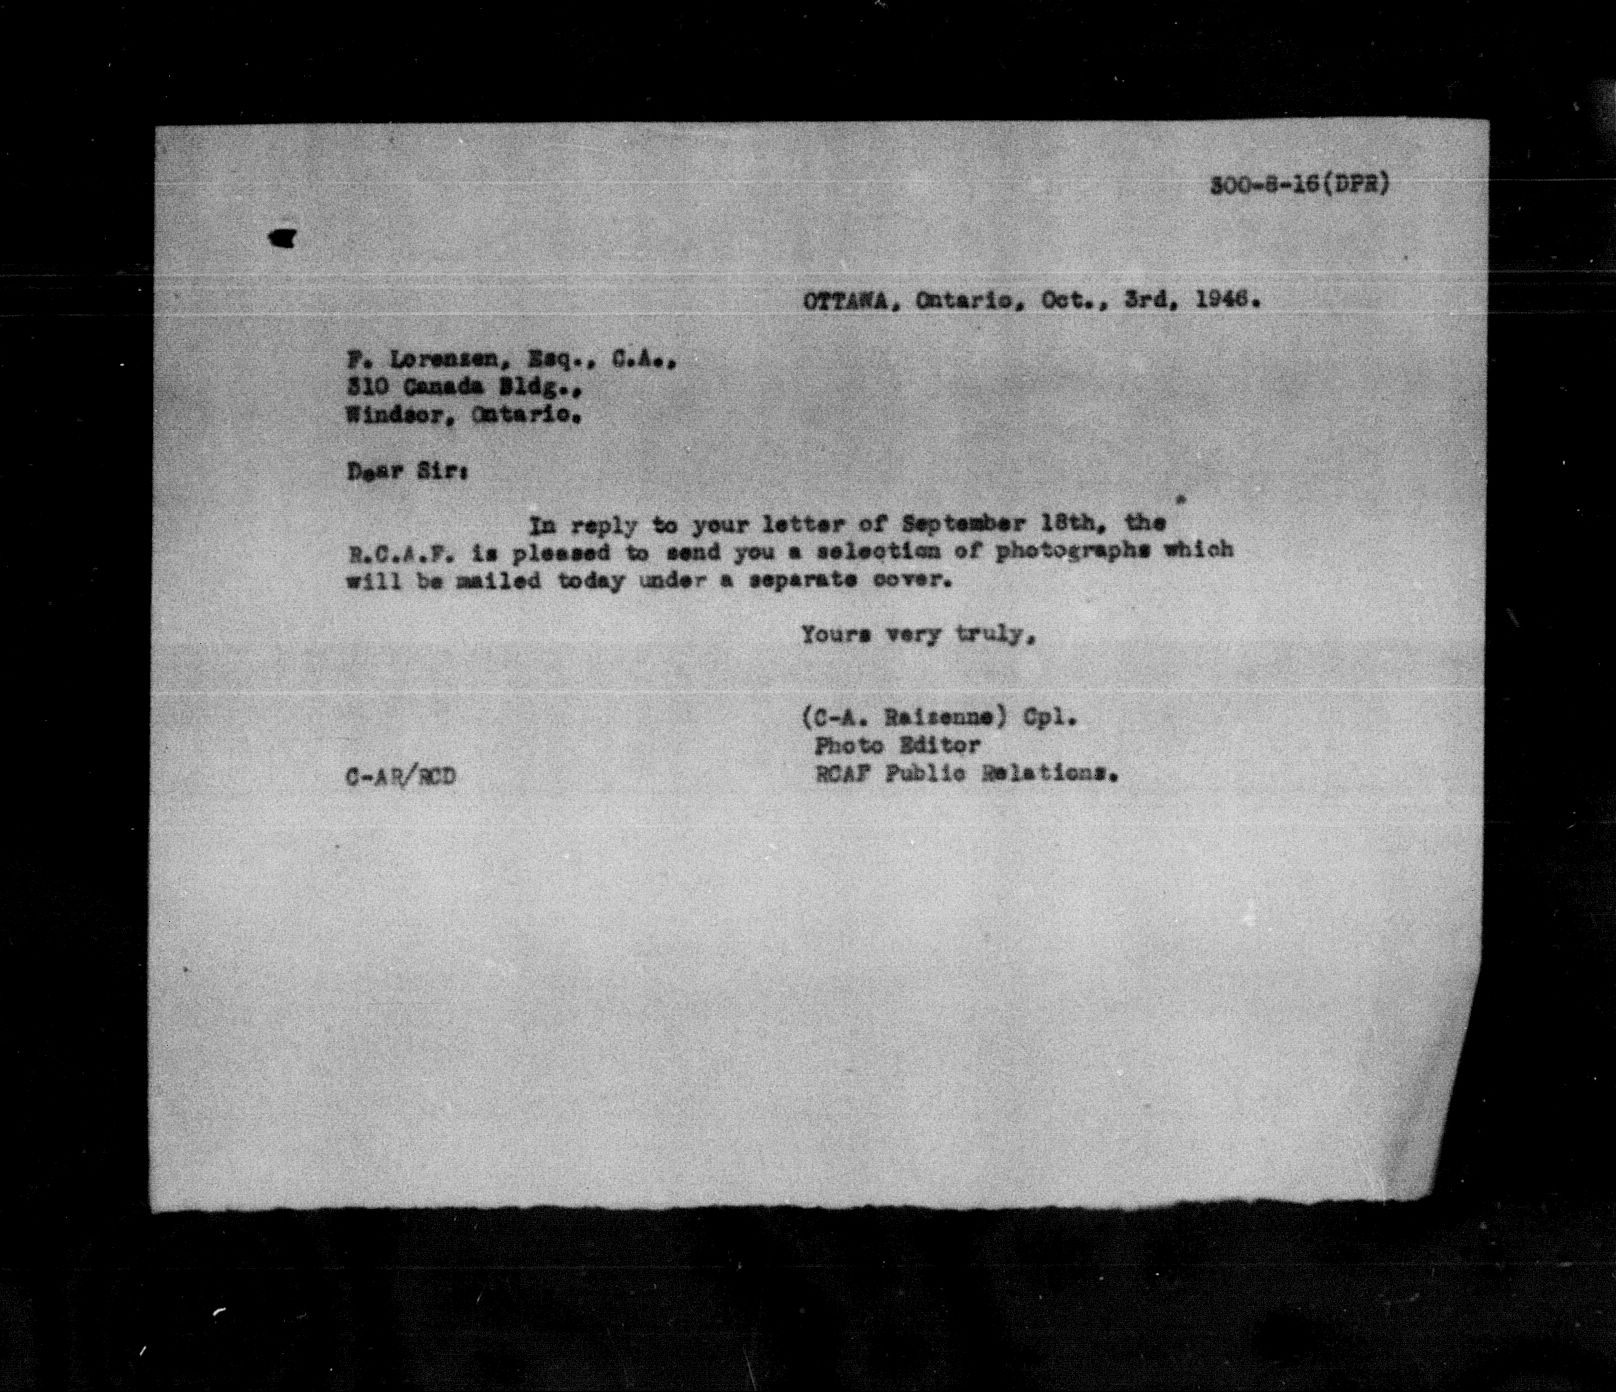 300-8-16(DPR)
OTTAWA, Ontario, Oct., 3rd, 1946.
F. Lorenzen, Esq., C.A.,
310 Canada Bldg.,
Windsor, Ontario.
Dear Sir:
In reply to your letter of September 18th, the
R.C.A.F. is pleased to send you a selection of photographs which
will be mailed today under a separate cover.
Yours very truly,
(C-A. Raizenne) Cpl.
Photo Editor
C-AR/RCD RCAF Public Relations.